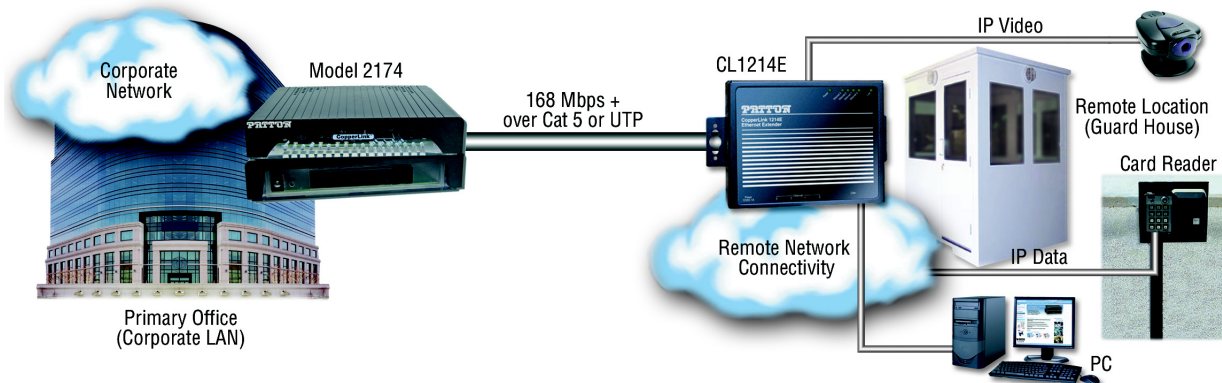 Corporate
Network
Model 2174
PATTON
CopperLink
Primary Office
(Corporate LAN)
168 Mbps +
over Cat 5 or UTP
CL1214E
PATTON
CopperLink 1214E
Ethernet Extender
Remote Network
Connectivity
IP Video
Remote Location
(Guard House)
Card Reader
IP Data
PC